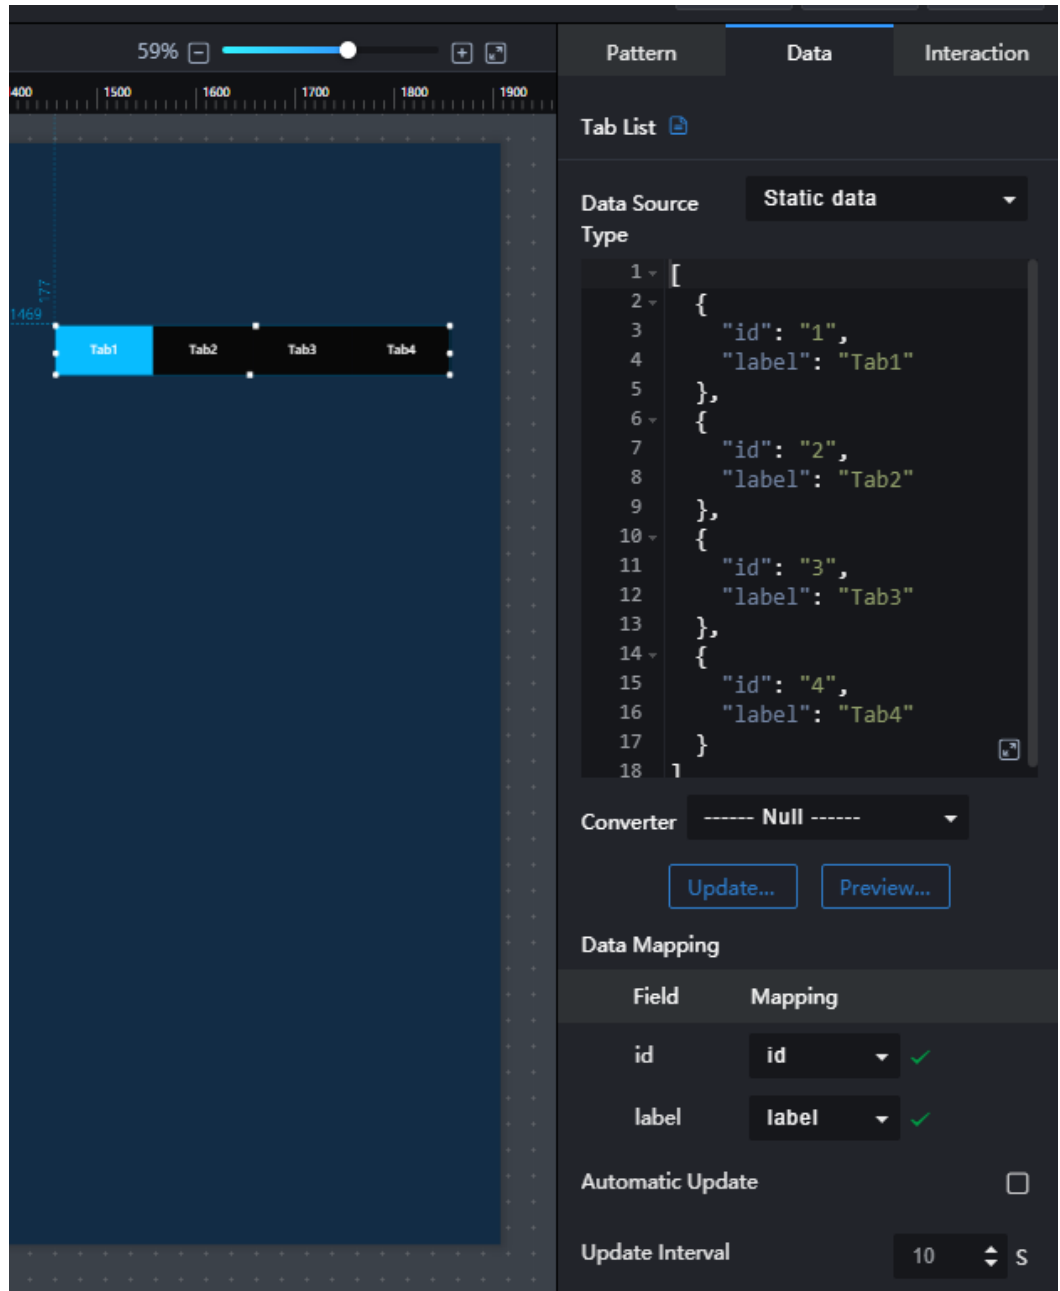 59%
Pattern Data Interaction
400 1500 1600 1700 1800 1900
Tab List
Data Source Type
Static data
177
1469
Tab1 Tab2 Tab3 Tab4
1 [
2 {
3 "id": "1",
4 "label": "Tab1"
5 },
6 {
7 "id": "2",
8 "label": "Tab2"
9 },
10 {
11 "id": "3",
12 "label": "Tab3"
13 },
14 {
15 "id": "4",
16 "label": "Tab4"
17 }
18 ]
Converter ------ Null ------
Update... Preview...
Data Mapping
Field Mapping
id id
label label
Automatic Update
Update Interval 10 S